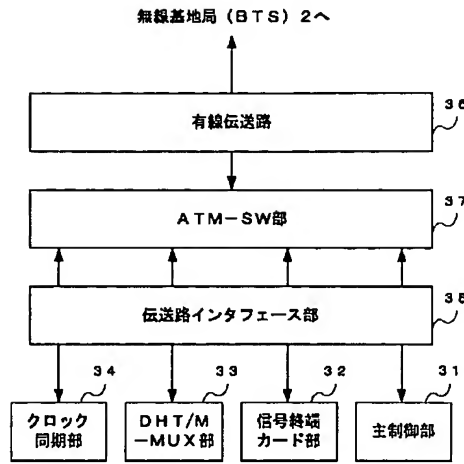 無線基地局（BTS）2へ
36
有線伝送路
37
ATM－SW部
38
伝送路インタフェース部
34
33
32
31
クロック
同期部
DHT/M
－MUX部
信号終端
カード部
主制御部